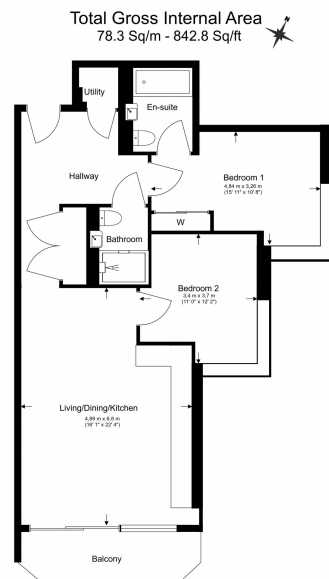 Total Gross Internal Area
78.3 Sq/m - 842.8 Sq/ft
N
Utility
En-suite
Hallway
Bedroom 1
4,84 m x 3,26 m
(15' 11" x 10' 8")
W
Bathroom
Bedroom 2
3,4 m x 3,7 m
(11' 0" x 12' 2")
Living/Dining/Kitchen
4,89 m x 6,8 m
(16' 1" x 22' 4")
Balcony